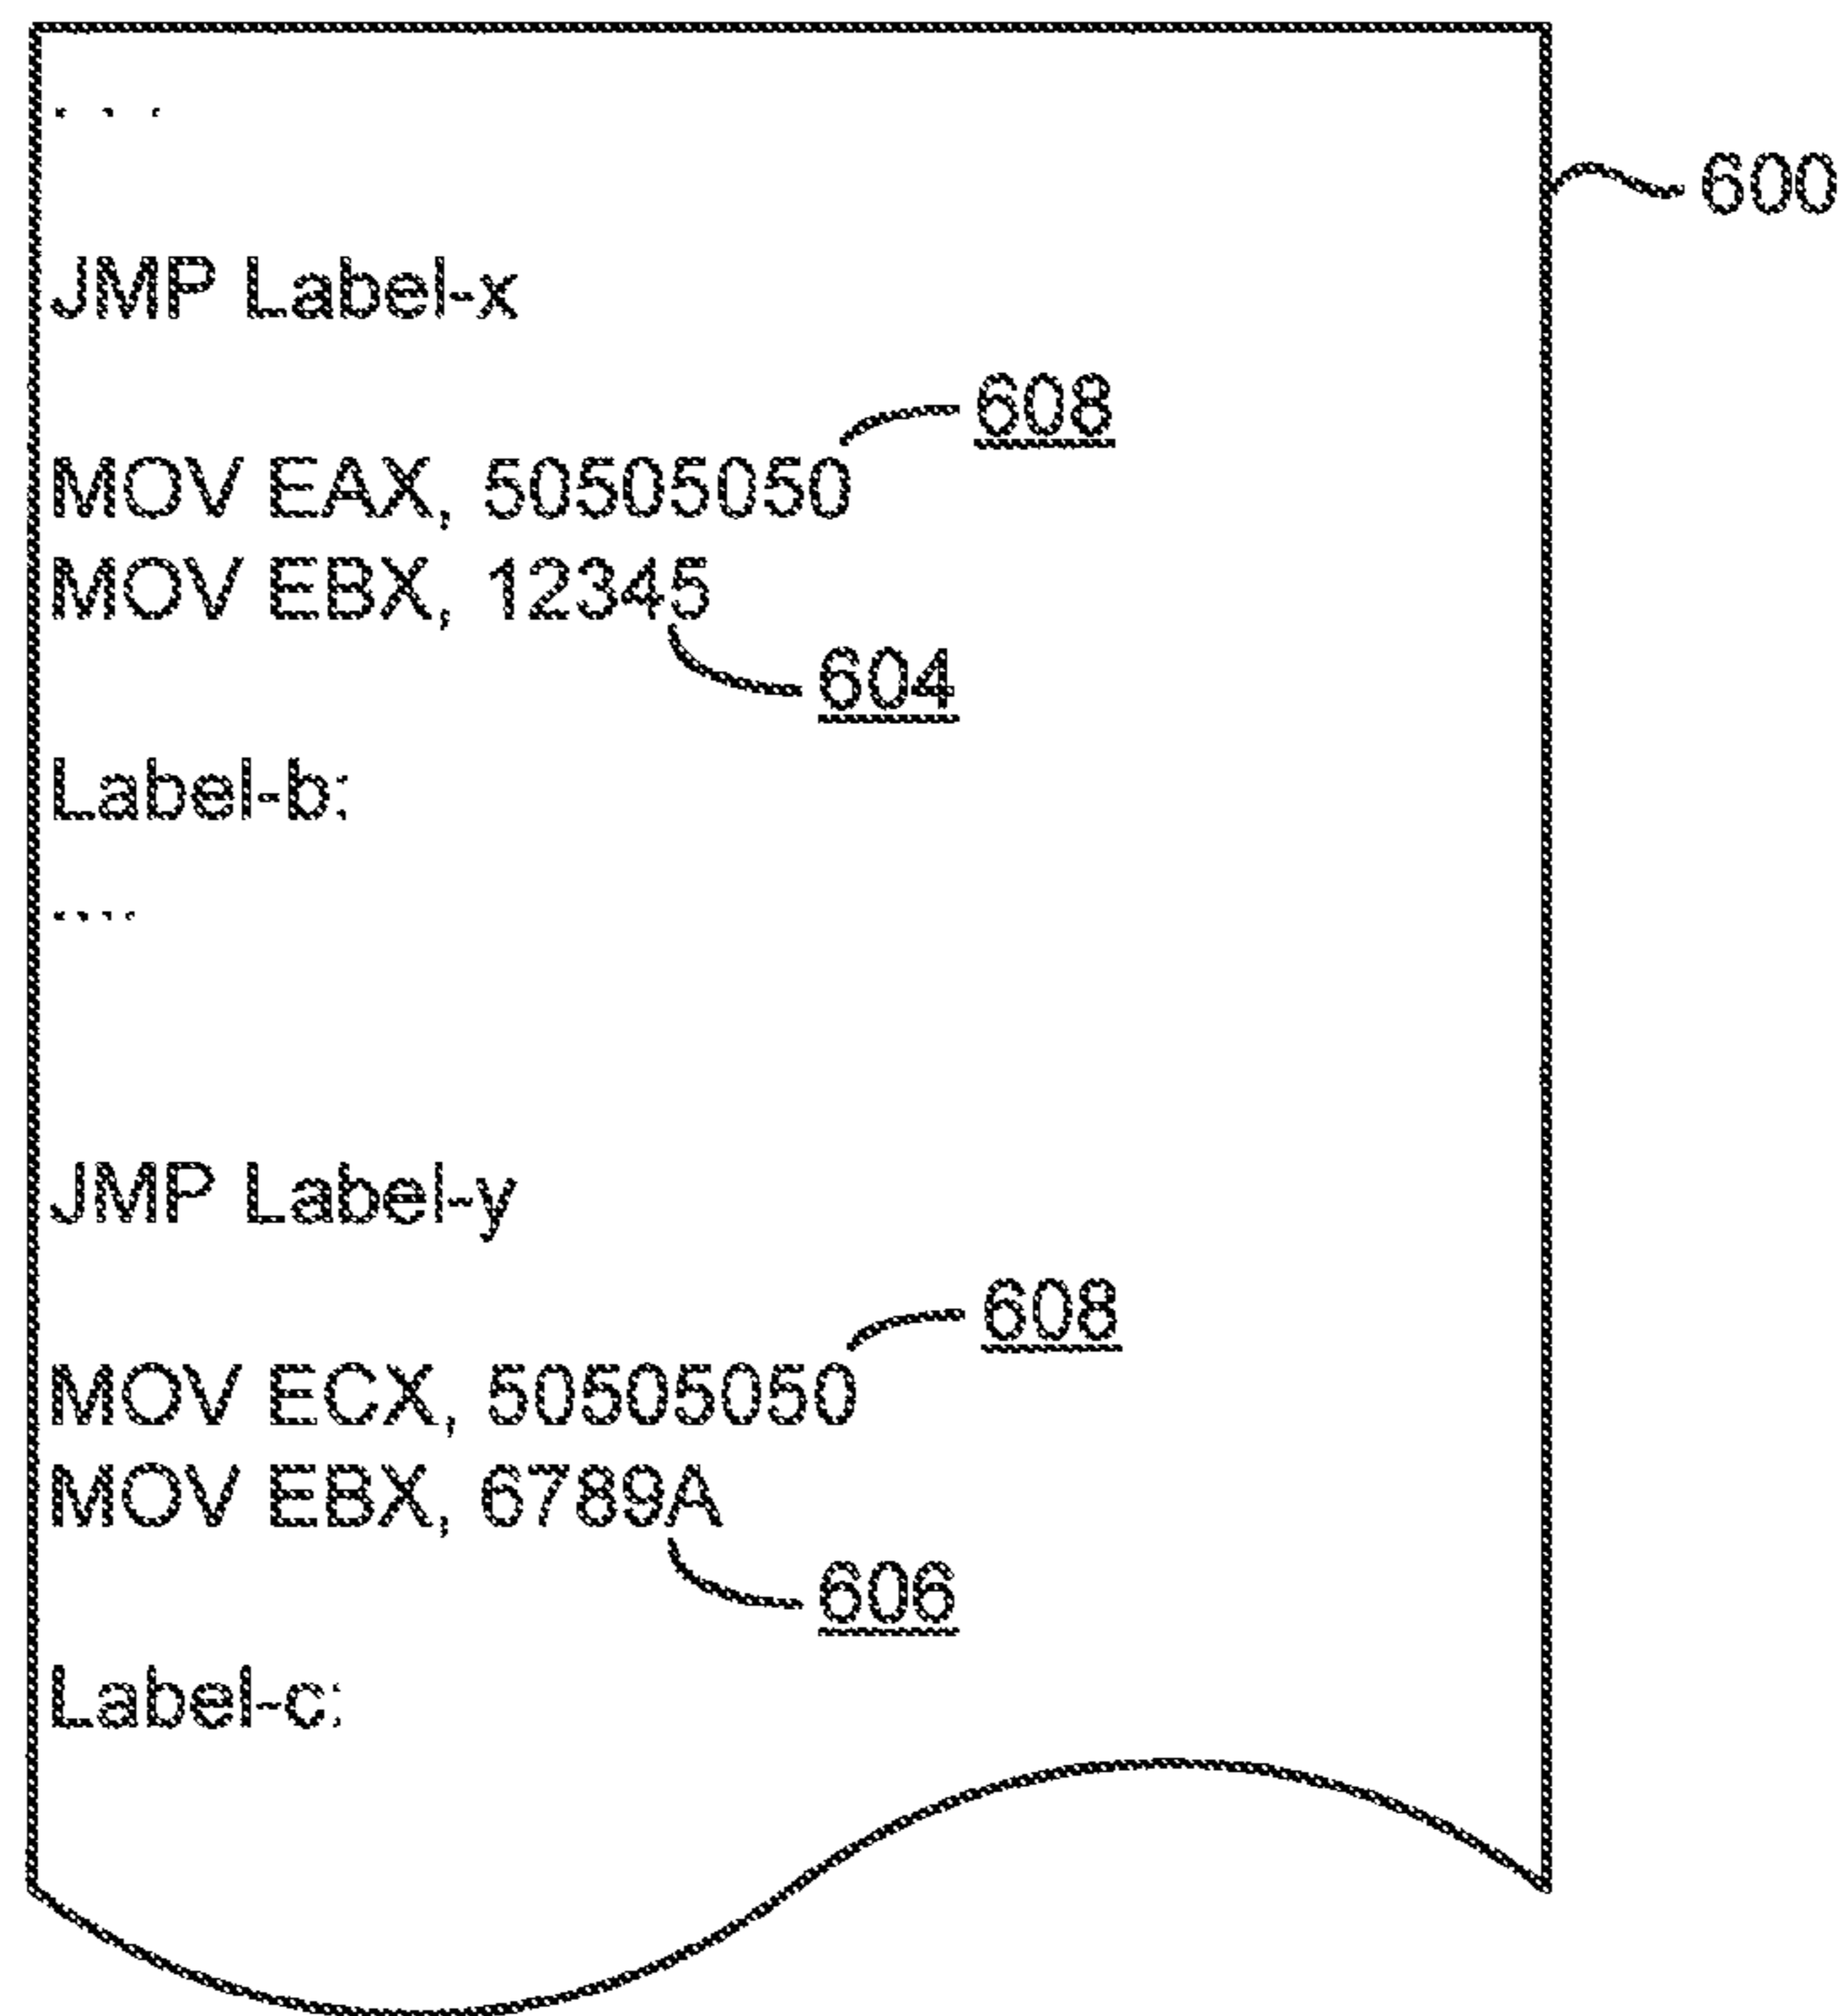 . . .
600
JMP Label-x
608
MOV EAX, 50505050
MOV EBX, 12345
604
Label-b:
....
JMP Label-y
608
MOV ECX, 50505050
MOV EBX, 6789A
606
Label-c: